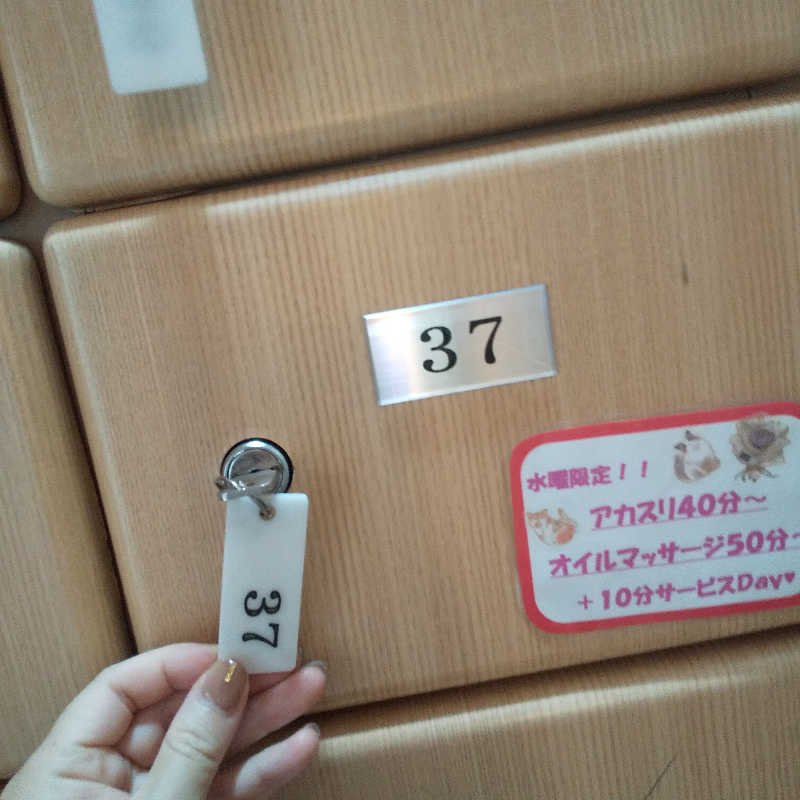 37
水曜限定！！
アカスリ40分～
オイルマッサージ50分～
＋10分サービスDay♥
37